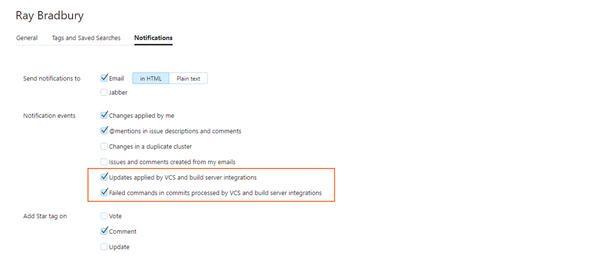 Ray Bradbury
General Tags and Saved Searches Notifications
Send notifications to Email in HTML Plain text
Jabber
Notification events Changes applied by me
@mentions in issue descriptions and comments
Changes in a duplicate cluster
Issues and comments created from my emails
Updates applied by VCS and build server integrations
Failed commands in commits processed by VCS and build server integrations
Add Star tag on Vote
Comment
Update